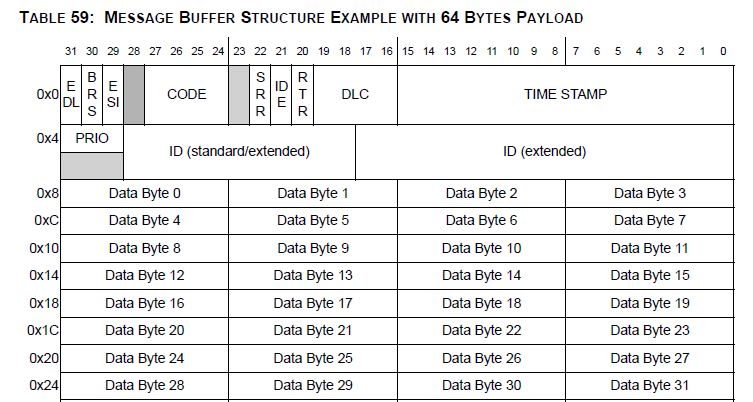 TABLE 59: MESSAGE BUFFER STRUCTURE EXAMPLE WITH 64 BYTES PAYLOAD
31 30 29 28 27 26 25 24 23 22 21 20 19 18 17 16 15 14 13 12 11 10 9 8 7 6 5 4 3 2 1 0
0x0 EDL BRS ESI CODE SRR IDE RTR DLC TIME STAMP
0x4 PRIO ID (standard/extended) ID (extended)
0x8 Data Byte 0 Data Byte 1 Data Byte 2 Data Byte 3
0xC Data Byte 4 Data Byte 5 Data Byte 6 Data Byte 7
0x10 Data Byte 8 Data Byte 9 Data Byte 10 Data Byte 11
0x14 Data Byte 12 Data Byte 13 Data Byte 14 Data Byte 15
0x18 Data Byte 16 Data Byte 17 Data Byte 18 Data Byte 19
0x1C Data Byte 20 Data Byte 21 Data Byte 22 Data Byte 23
0x20 Data Byte 24 Data Byte 25 Data Byte 26 Data Byte 27
0x24 Data Byte 28 Data Byte 29 Data Byte 30 Data Byte 31